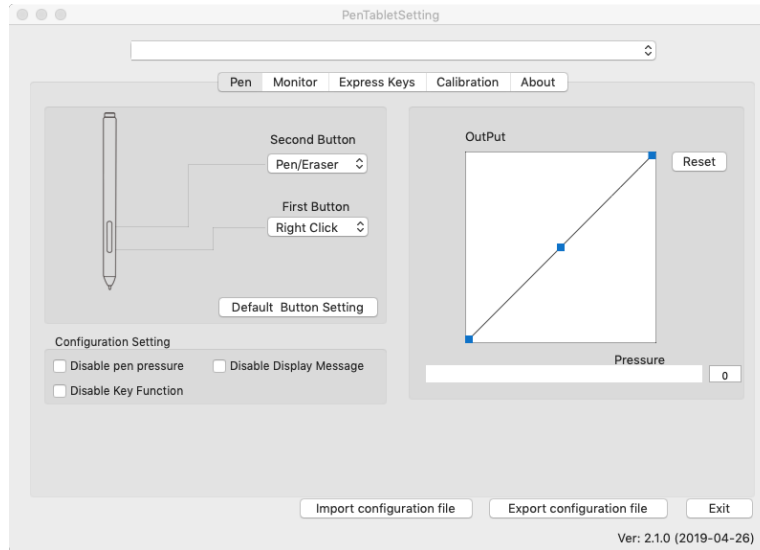 PenTabletSetting
Pen Monitor Express Keys Calibration About
Second Button
Pen/Eraser
First Button
Right Click
Default Button Setting
OutPut
Reset
Pressure
0
Configuration Setting
Disable pen pressure Disable Display Message
Disable Key Function
Import configuration file Export configuration file Exit
Ver: 2.1.0 (2019-04-26)